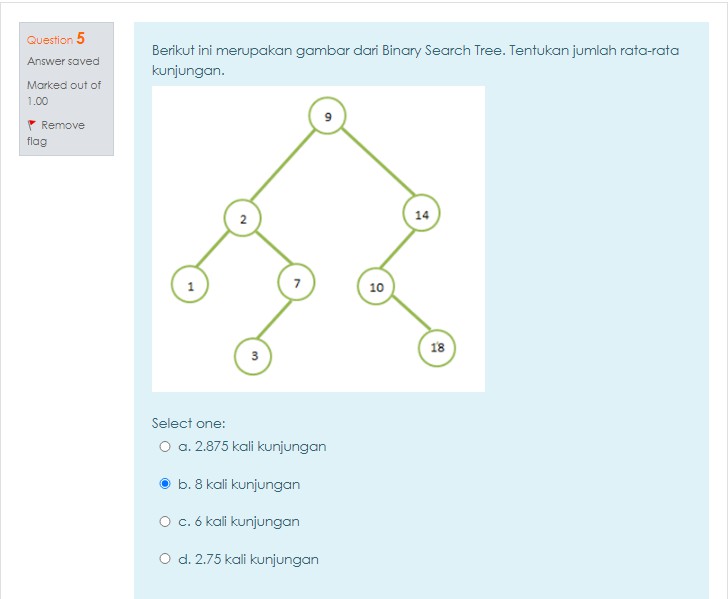 Question 5
Answer saved
Marked out of
1.00
Remove
flag
Berikut ini merupakan gambar dari Binary Search Tree. Tentukan jumlah rata-rata
kunjungan.
9
2
14
1
7
10
3
18
Select one:
a. 2.875 kali kunjungan
b. 8 kali kunjungan
c. 6 kali kunjungan
d. 2.75 kali kunjungan